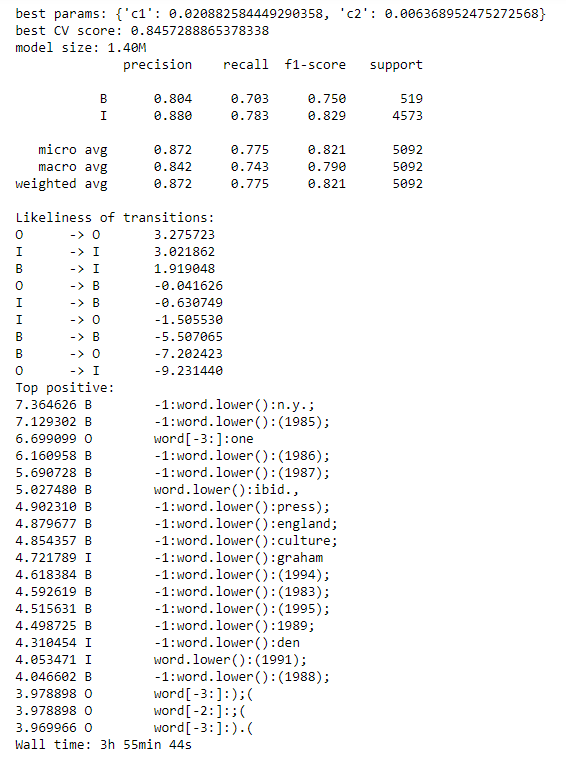 best params: {'c1': 0.020882584449290358, 'c2': 0.006368952475272568}
best CV score: 0.8457288865378338
model size: 1.40M
              precision    recall  f1-score   support

           B      0.804     0.703     0.750       519
           I      0.880     0.783     0.829      4573

   micro avg      0.872     0.775     0.821      5092
   macro avg      0.842     0.743     0.790      5092
weighted avg      0.872     0.775     0.821      5092

Likeliness of transitions:
O      -> O       3.275723
I      -> I       3.021862
B      -> I       1.919048
O      -> B       -0.041626
I      -> B       -0.630749
I      -> O       -1.505530
B      -> B       -5.507065
B      -> O       -7.202423
O      -> I       -9.231440
Top positive:
7.364626 B        -1:word.lower():n.y.;
7.129302 B        -1:word.lower():(1985);
6.699099 O        word[-3:]:one
6.160958 B        -1:word.lower():(1986);
5.690728 B        -1:word.lower():(1987);
5.027480 B        word.lower():ibid.,
4.902310 B        -1:word.lower():press);
4.879677 B        -1:word.lower():england;
4.854357 B        -1:word.lower():culture;
4.721789 I        -1:word.lower():graham
4.618384 B        -1:word.lower():(1994);
4.592619 B        -1:word.lower():(1983);
4.515631 B        -1:word.lower():(1995);
4.498725 B        -1:word.lower():1989;
4.310454 I        -1:word.lower():den
4.053471 I        word.lower():(1991);
4.046602 B        -1:word.lower():(1988);
3.978898 O        word[-3:]:);(
3.978898 O        word[-2:]:;(
3.969966 O        word[-3:]:).(
Wall time: 3h 55min 44s